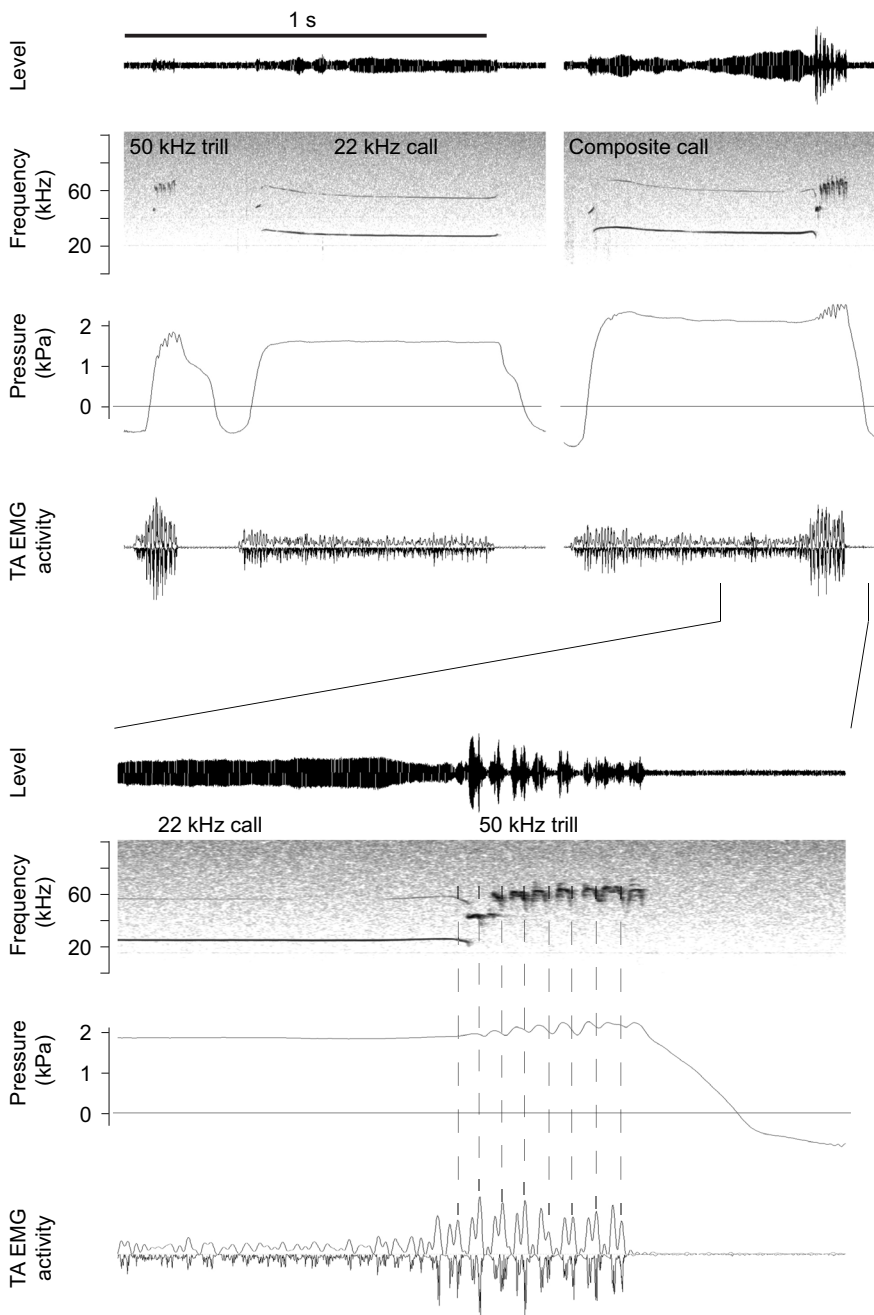 1 s
Level
50 kHz trill
22 kHz call
Composite call
Frequency
(kHz)
60
20
Pressure
(kPa)
2
1
0
TA EMG
activity
Level
22 kHz call
50 kHz trill
Frequency
(kHz)
60
20
Pressure
(kPa)
2
1
0
TA EMG
activity